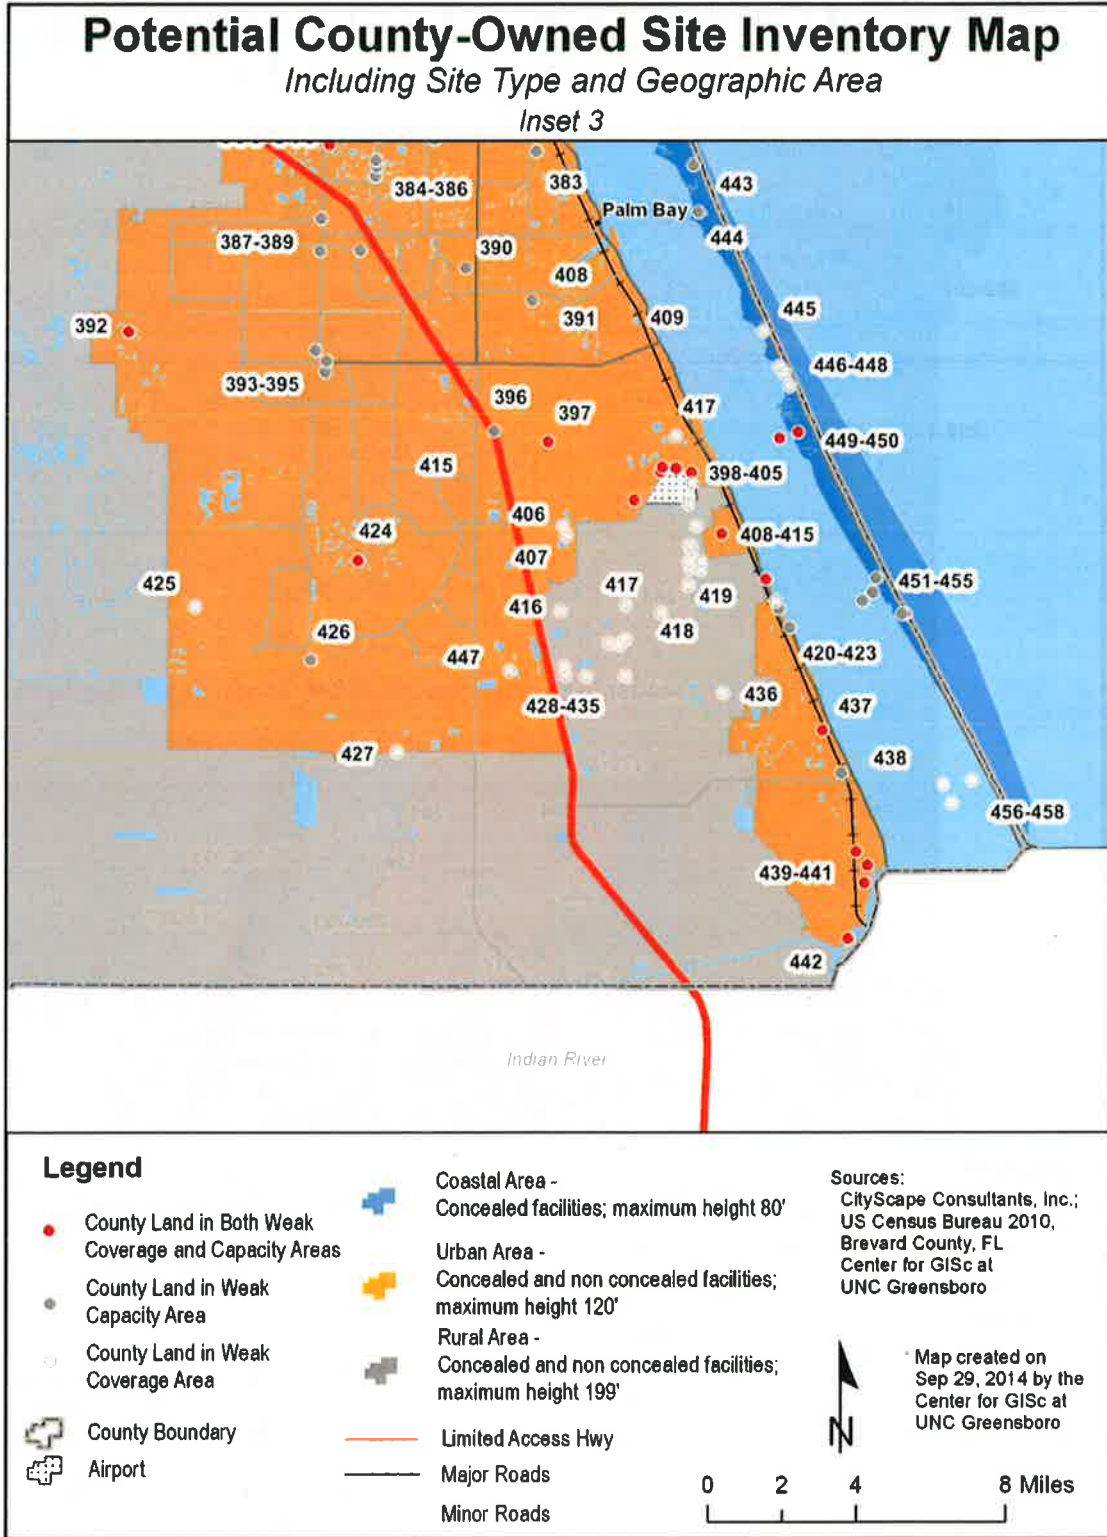 Potential County-Owned Site Inventory Map
Including Site Type and Geographic Area
Inset 3
384-386
383
443
Palm Bay
444
387-389
390
408
391
409
445
392
446-448
393-395
396
397
417
449-450
415
398-405
406
408-415
424
407
451-455
425
417
419
416
418
426
420-423
447
436
428-435
437
427
438
456-458
439-441
442
Indian River
Legend
County Land in Both Weak
Coverage and Capacity Areas
County Land in Weak
Capacity Area
County Land in Weak
Coverage Area
County Boundary
Airport
Coastal Area -
Concealed facilities; maximum height 80'
Urban Area -
Concealed and non concealed facilities;
maximum height 120'
Rural Area -
Concealed and non concealed facilities;
maximum height 199'
Limited Access Hwy
Major Roads
Minor Roads
Sources:
CityScape Consultants, Inc.;
US Census Bureau 2010,
Brevard County, FL
Center for GISc at
UNC Greensboro
Map created on
Sep 29, 2014 by the
Center for GISc at
UNC Greensboro
N
0 2 4 8 Miles